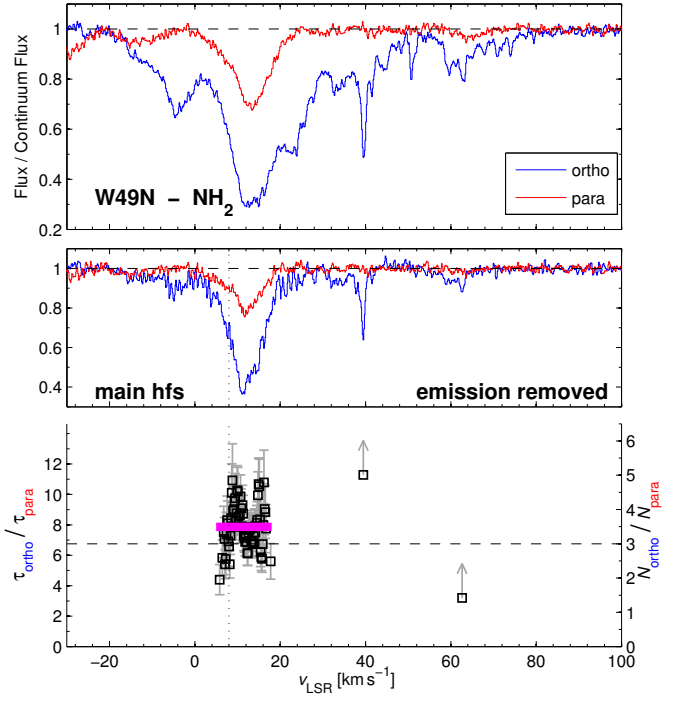 1
0.8
0.6
0.4
0.2
Flux / Continuum Flux
W49N − NH₂
ortho
para
1
0.8
0.6
0.4
main hfs
emission removed
12
10
8
6
4
2
0
τortho / τpara
6
5
4
3
2
1
0
Northo / Npara
−20 0 20 40 60 80 100
νLSR [km s⁻¹]